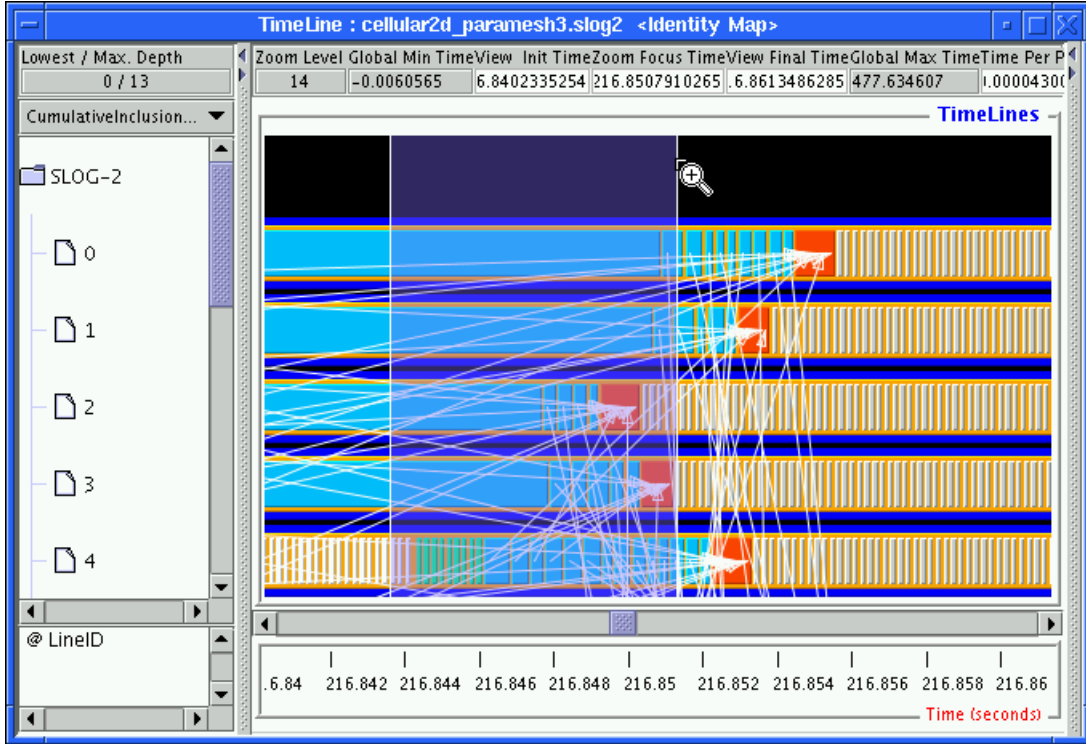 TimeLine : cellular2d_paramesh3.slog2 <Identity Map>
Lowest / Max. Depth
0 / 13
Zoom Level Global Min Time View Init Time Zoom Focus Time View Final Time Global Max Time Time Per P
14 -0.0060565 6.8402335254 216.8507910265 .6.8613486285 477.634607 .00004300
CumulativeInclusion...
TimeLines
SLOG-2
0
1
2
3
4
@ LineID
.6.84 216.842 216.844 216.846 216.848 216.85 216.852 216.854 216.856 216.858 216.86
Time (seconds)